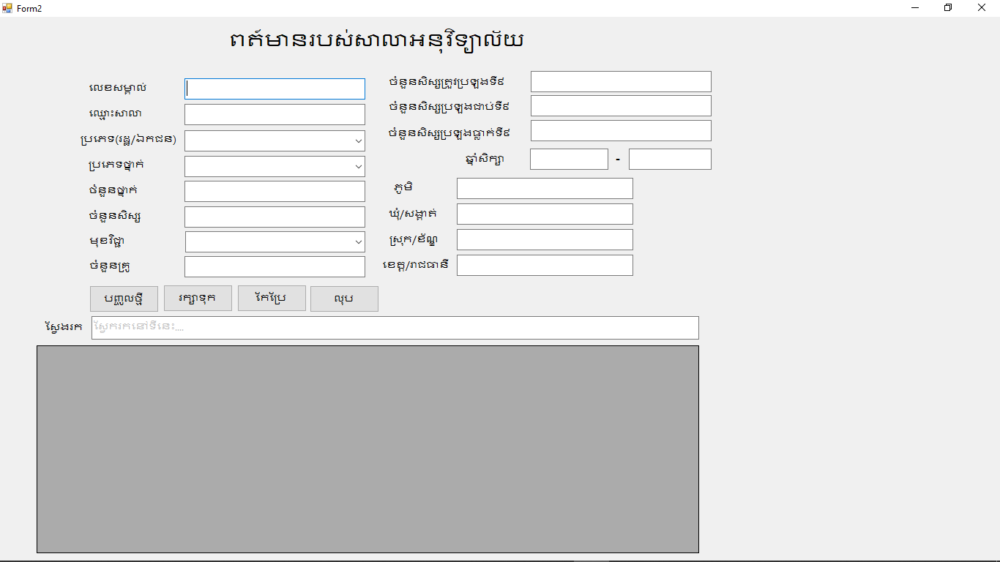 Form2
ពត៍មានរបស់សាលាអនុវិទ្យាល័យ
លេខសម្គាល់
ឈ្មោះសាលា
ប្រភេទ(រដ្ឋ/ឯកជន)
ប្រភេទថ្នាក់
ចំនួនថ្នាក់
ចំនួនសិស្ស
មុខវិជ្ជា
ចំនួនគ្រូ
ចំនួនសិស្សត្រូវប្រឡងទី៩
ចំនួនសិស្សប្រឡងជាប់ទី៩
ចំនួនសិស្សប្រឡងធ្លាក់ទី៩
ឆ្នាំសិក្សា -
ភូមិ
ឃុំ/សង្កាត់
ស្រុក/ខ័ណ្ឌ
ខេត្ត/រាជធានី
បញ្ចូលថ្មី រក្សាទុក កែប្រែ លុប
ស្វែងរក ស្វែករកនៅទីនេះ....